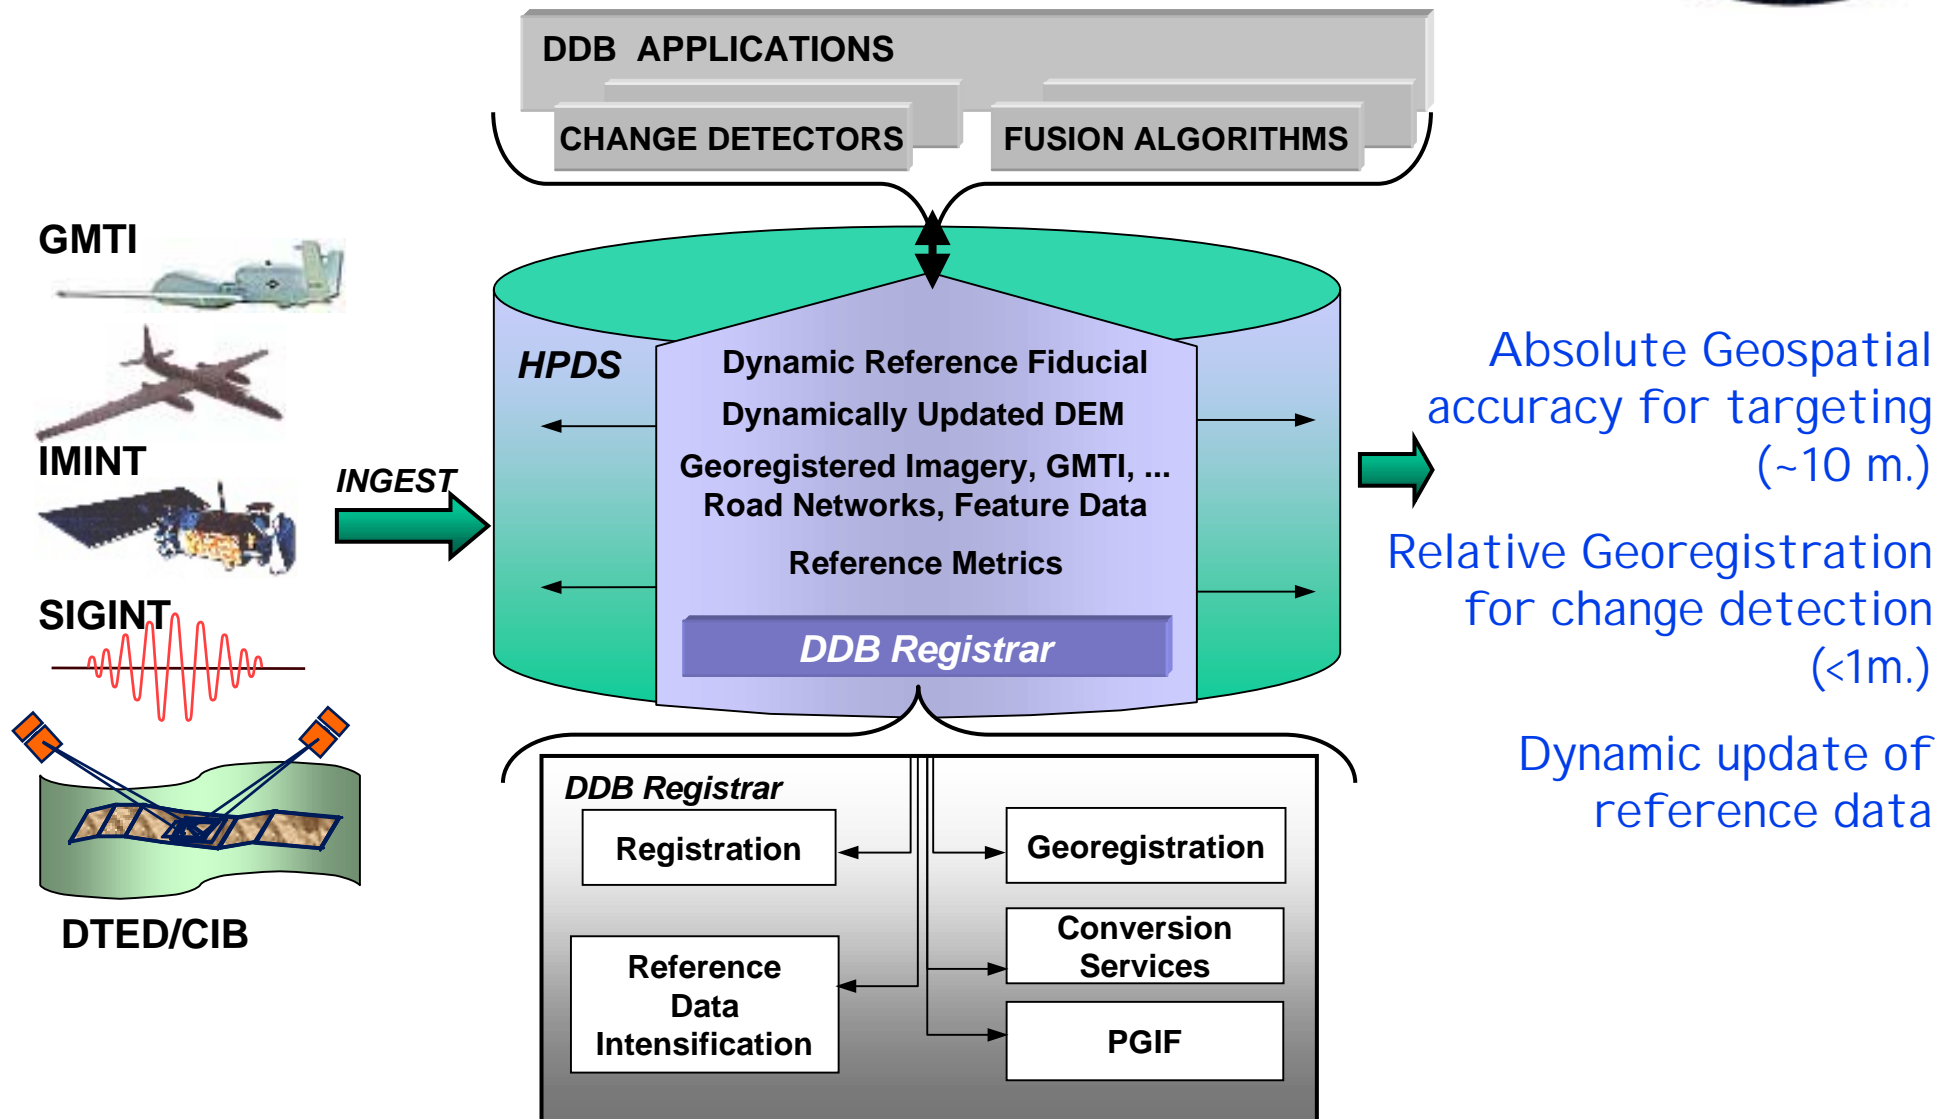 DDB APPLICATIONS
CHANGE DETECTORS
FUSION ALGORITHMS
GMTI
IMINT
SIGINT
DTED/CIB
INGEST
HPDS
Dynamic Reference Fiducial
Dynamically Updated DEM
Georegistered Imagery, GMTI, ...
Road Networks, Feature Data
Reference Metrics
DDB Registrar
Absolute Geospatial
accuracy for targeting
(~10 m.)
Relative Georegistration
for change detection
(<1m.)
Dynamic update of
reference data
DDB Registrar
Registration
Reference
Data
Intensification
Georegistration
Conversion
Services
PGIF